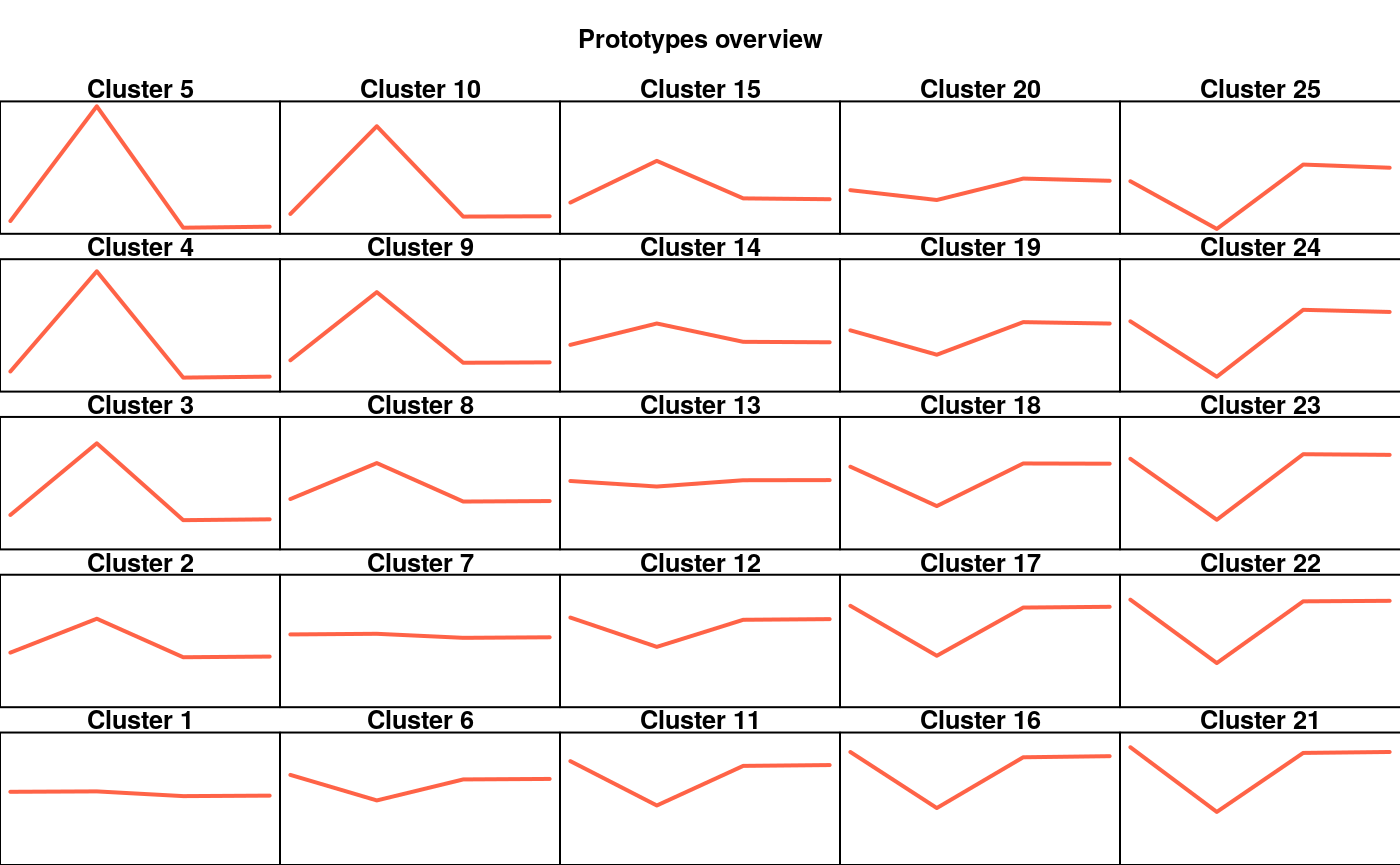 Prototypes overview
Cluster 5 Cluster 10 Cluster 15 Cluster 20 Cluster 25
Cluster 4 Cluster 9 Cluster 14 Cluster 19 Cluster 24
Cluster 3 Cluster 8 Cluster 13 Cluster 18 Cluster 23
Cluster 2 Cluster 7 Cluster 12 Cluster 17 Cluster 22
Cluster 1 Cluster 6 Cluster 11 Cluster 16 Cluster 21